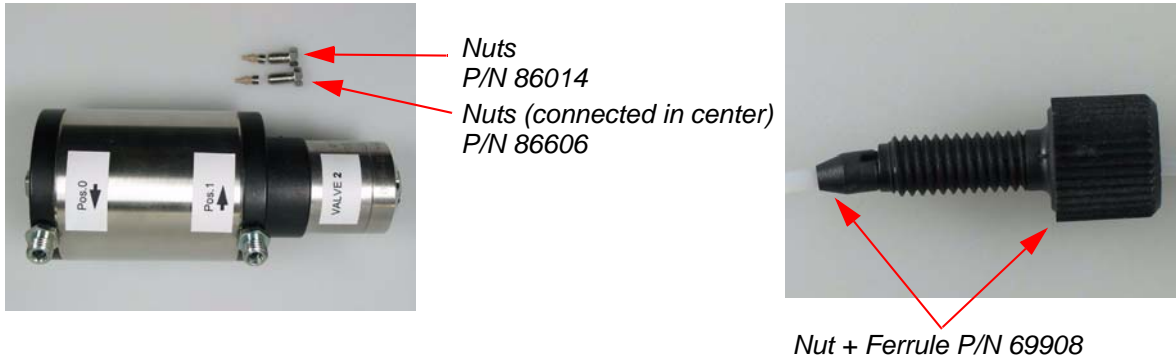 Nuts
P/N 86014
Nuts (connected in center)
P/N 86606
Pos.0
Pos.1
VALVE 2
Nut + Ferrule P/N 69908